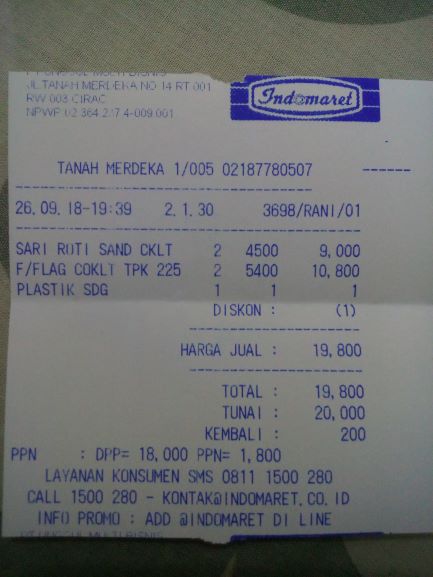 Indomaret
JL.TANAH MERDEKA NO 14 RT 001
RW 003 CIRAC
NPWP 02.364.217.4-009.001
TANAH MERDEKA 1/005 02187780507
26.09.18-19:39 2.1.30 3698/RANI/01
SARI ROTI SAND CKLT 2 4500 9,000
F/FLAG COKLT TPK 225 2 5400 10,800
PLASTIK SDG 1 1 1
DISKON : (1)
HARGA JUAL : 19,800
TOTAL : 19,800
TUNAI : 20,000
KEMBALI : 200
PPN : DPP= 18,000 PPN= 1,800
LAYANAN KONSUMEN SMS 0811 1500 280
CALL 1500 280 - KONTAK@INDOMARET.CO.ID
INFO PROMO : ADD @INDOMARET DI LINE